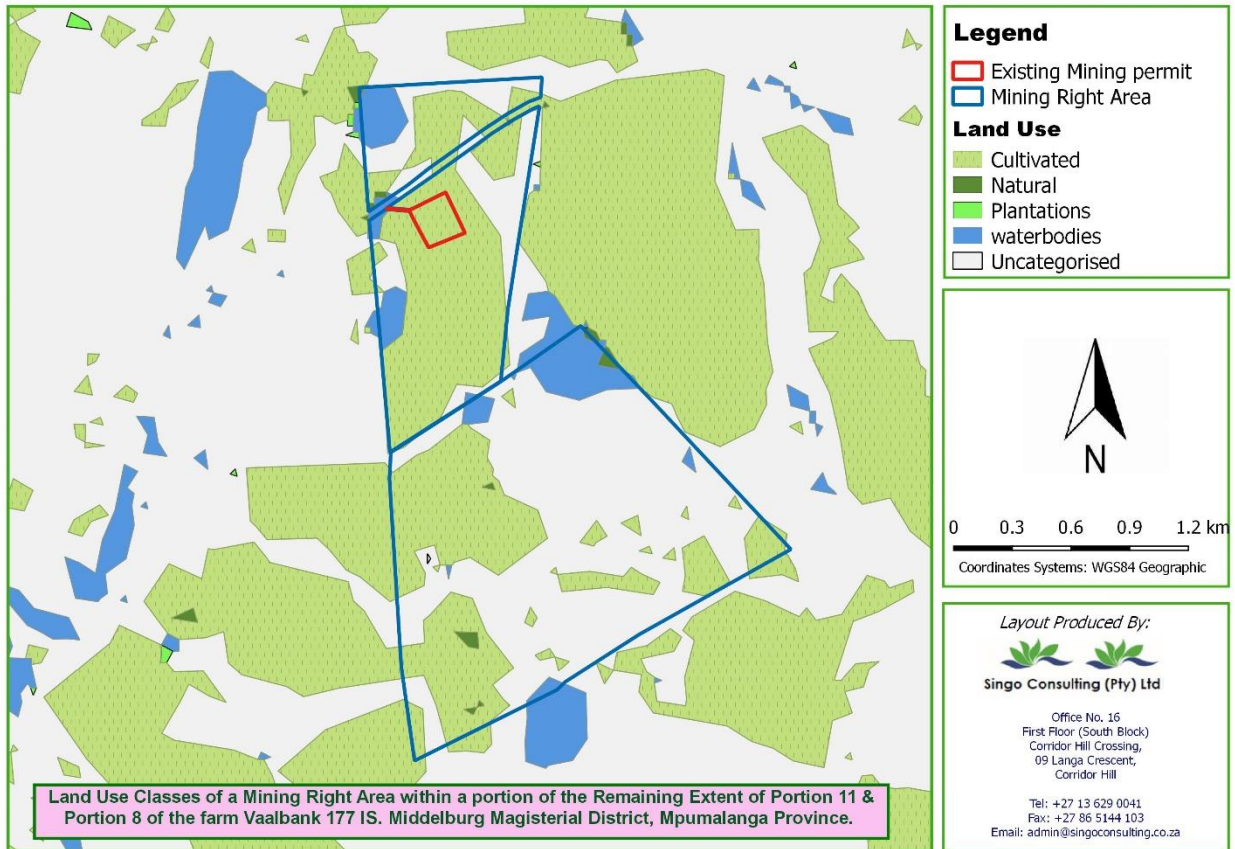 Legend
Existing Mining permit
Mining Right Area
Land Use
Cultivated
Natural
Plantations
waterbodies
Uncategorised
N
0 0.3 0.6 0.9 1.2 km
Coordinates Systems: WGS84 Geographic
Layout Produced By:
Singo Consulting (Pty) Ltd
Office No. 16
First Floor (South Block)
Corridor Hill Crossing,
09 Langa Crescent,
Corridor Hill
Tel: +27 13 629 0041
Fax: +27 86 5144 103
Email: admin@singoconsulting.co.za
Land Use Classes of a Mining Right Area within a portion of the Remaining Extent of Portion 11 &
Portion 8 of the farm Vaalbank 177 IS. Middelburg Magisterial District, Mpumalanga Province.